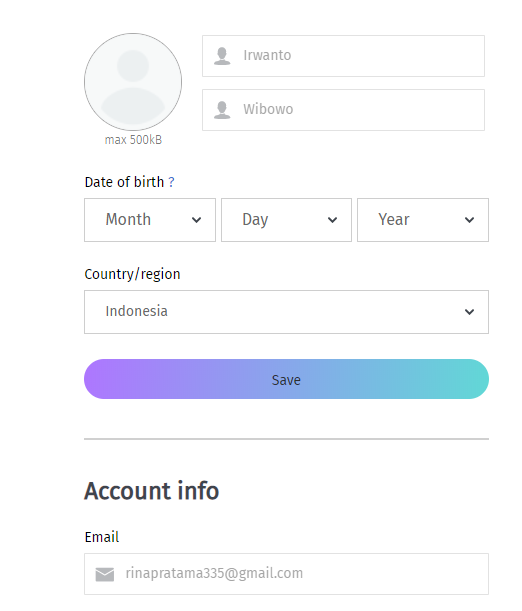 Irwanto
Wibowo
max 500kB
Date of birth ?
Month Day Year
Country/region
Indonesia
Save
Account info
Email
rinapratama335@gmail.com